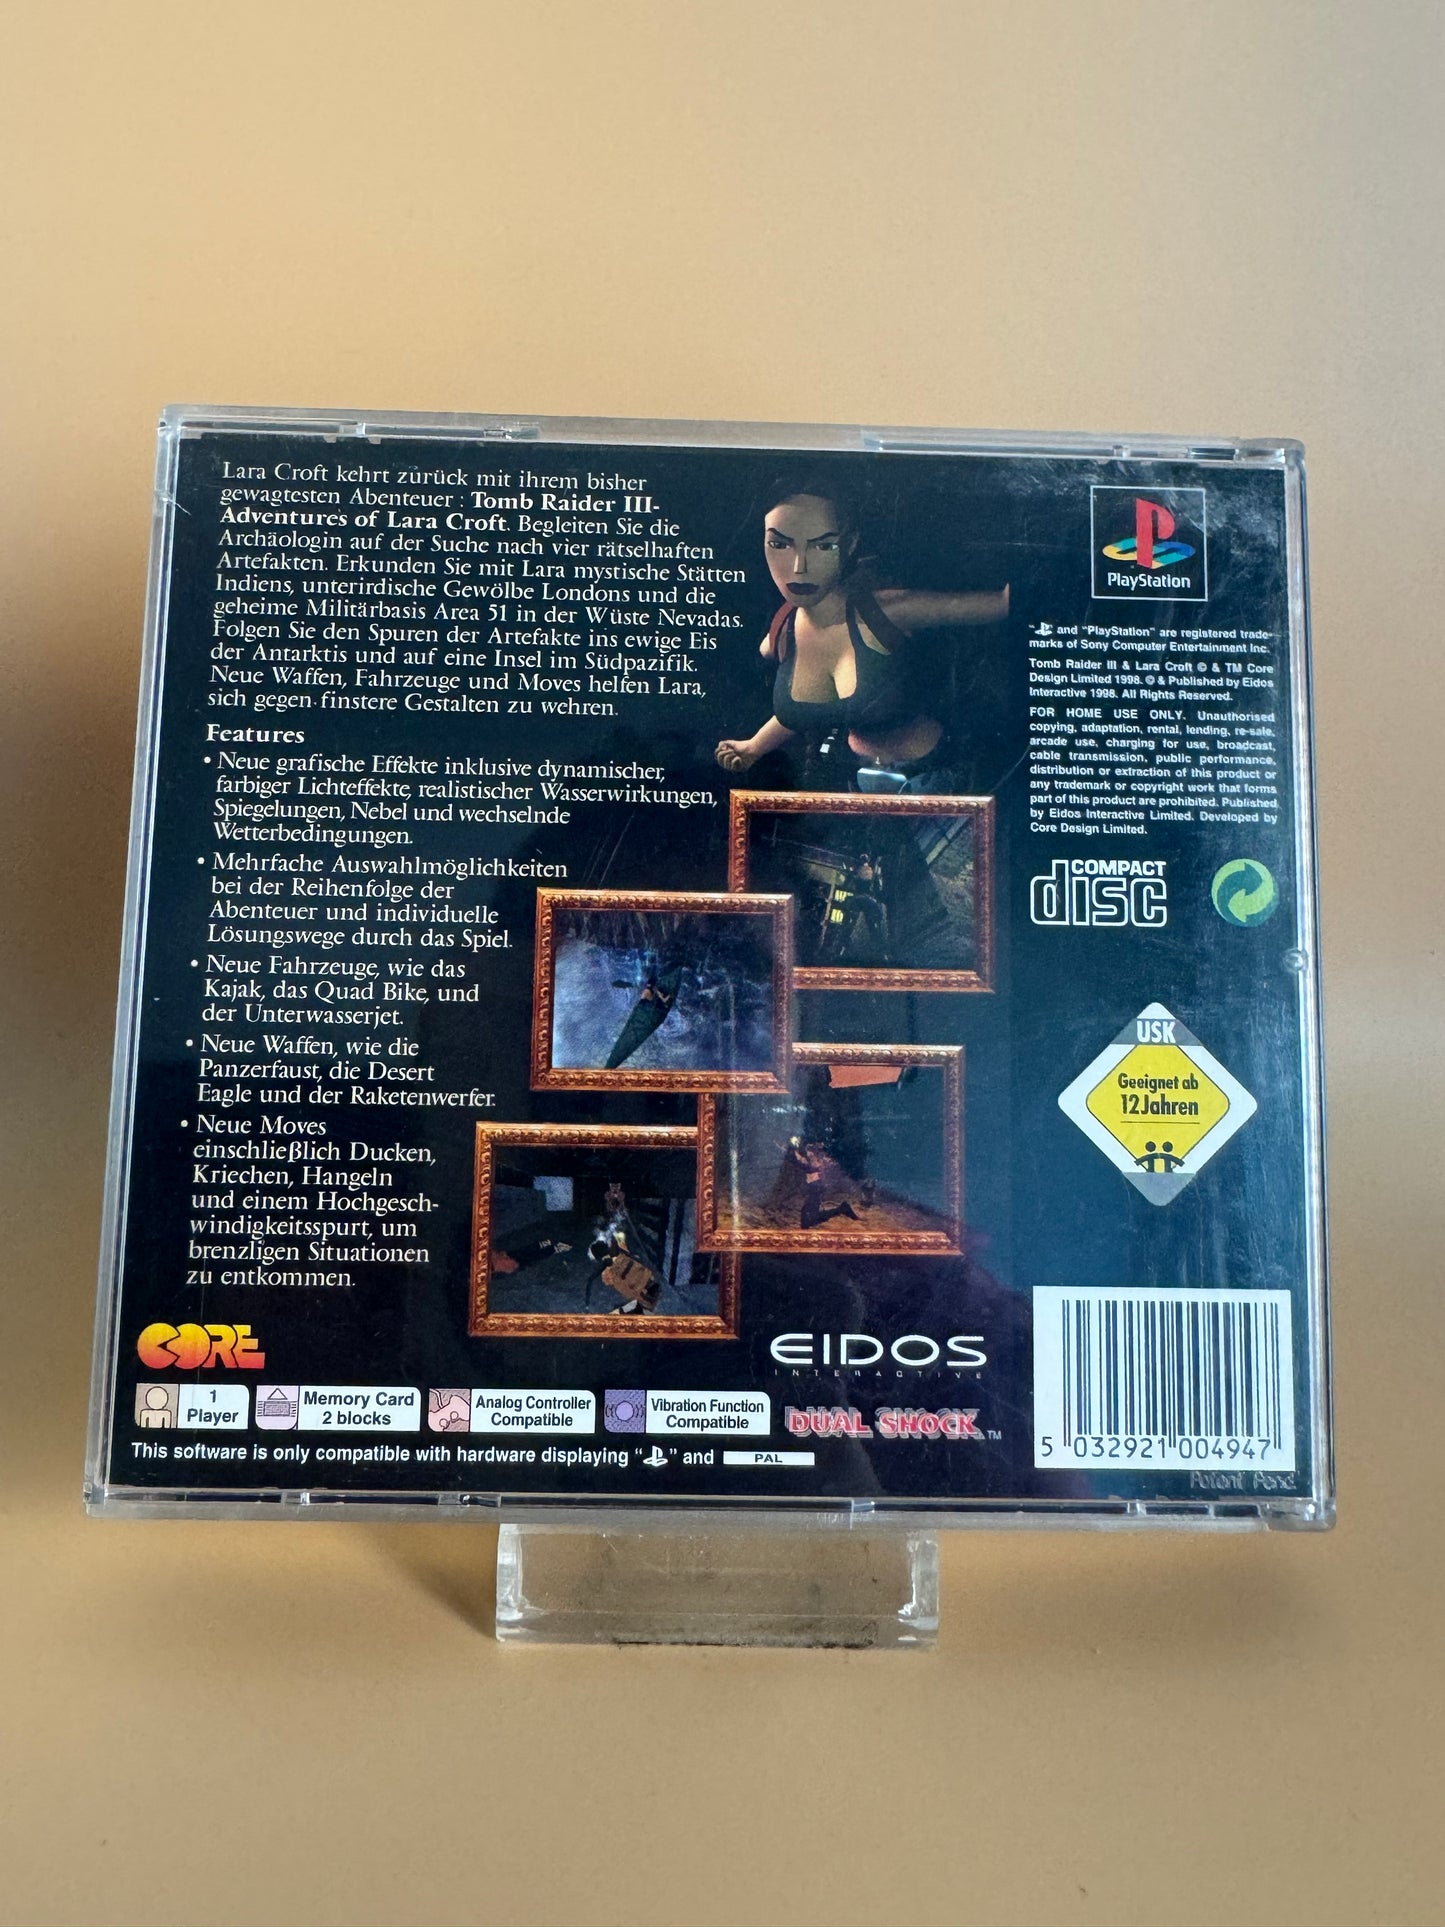 Lara Croft kehrt zurück mit ihrem bisher
gewagtesten Abenteuer : Tomb Raider III-
Adventures of Lara Croft. Begleiten Sie die
Archäologin auf der Suche nach vier rätselhaften
Artefakten. Erkunden Sie mit Lara mystische Stätten
Indiens, unterirdische Gewölbe Londons und die
geheime Militärbasis Area 51 in der Wüste Nevadas.
Folgen Sie den Spuren der Artefakte ins ewige Eis
der Antarktis und auf eine Insel im Südpazifik.
Neue Waffen, Fahrzeuge und Moves helfen Lara,
sich gegen finstere Gestalten zu wehren.
Features
• Neue grafische Effekte inklusive dynamischer,
farbiger Lichteffekte, realistischer Wasserwirkungen,
Spiegelungen, Nebel und wechselnde
Wetterbedingungen.
• Mehrfache Auswahlmöglichkeiten
bei der Reihenfolge der
Abenteuer und individuelle
Lösungswege durch das Spiel.
• Neue Fahrzeuge, wie das
Kajak, das Quad Bike, und
der Unterwasserjet.
• Neue Waffen, wie die
Panzerfaust, die Desert
Eagle und der Raketenwerfer.
• Neue Moves
einschließlich Ducken,
Kriechen, Hangeln
und einem Hochgesch-
windigkeitsspurt, um
brenzligen Situationen
zu entkommen.
PlayStation
" " and "PlayStation" are registered trade-
marks of Sony Computer Entertainment Inc.
Tomb Raider III & Lara Croft © & TM Core
Design Limited 1998. © & Published by Eidos
Interactive 1998. All Rights Reserved.
FOR HOME USE ONLY. Unauthorised
copying, adaptation, rental, lending, re-sale,
arcade use, charging for use, broadcast,
cable transmission, public performance,
distribution or extraction of this product or
any trademark or copyright work that forms
part of this product are prohibited. Published
by Eidos Interactive Limited. Developed by
Core Design Limited.
COMPACT
disc
USK
Geeignet ab
12 Jahren
CORE
EIDOS
INTERACTIVE
1
Player
Memory Card
2 blocks
Analog Controller
Compatible
Vibration Function
Compatible
DUAL SHOCK™
This software is only compatible with hardware displaying " " and PAL
5 032921 004947
Patent Pend.